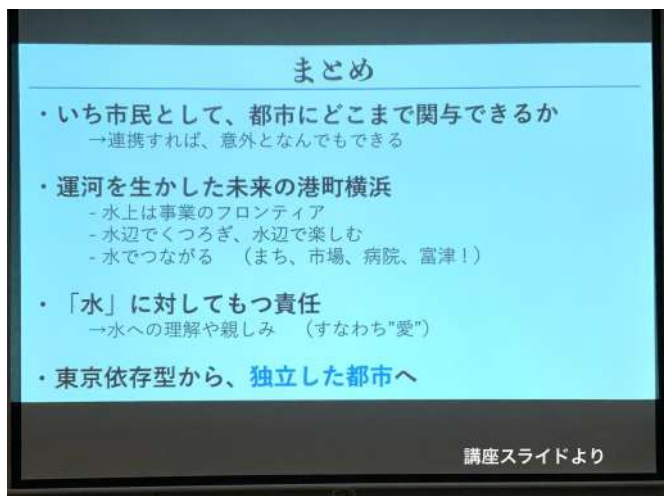 まとめ
・いち市民として、都市にどこまで関与できるか
→連携すれば、意外となんでもできる
・運河を生かした未来の港町横浜
- 水上は事業のフロンティア
- 水辺でくつろぎ、水辺で楽しむ
- 水でつながる （まち、市場、病院、富津！）
・「水」に対してもつ責任
→水への理解や親しみ （すなわち”愛”）
・東京依存型から、独立した都市へ
講座スライドより